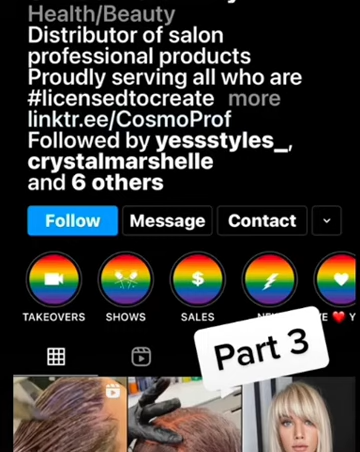 Health/Beauty
Distributor of salon
professional products
Proudly serving all who are
#licensedtocreate more
linktr.ee/CosmoProf
Followed by yessstyles_,
crystalmarshelle
and 6 others
Follow
Message
Contact
TAKEOVERS
SHOWS
$
SALES
Part 3